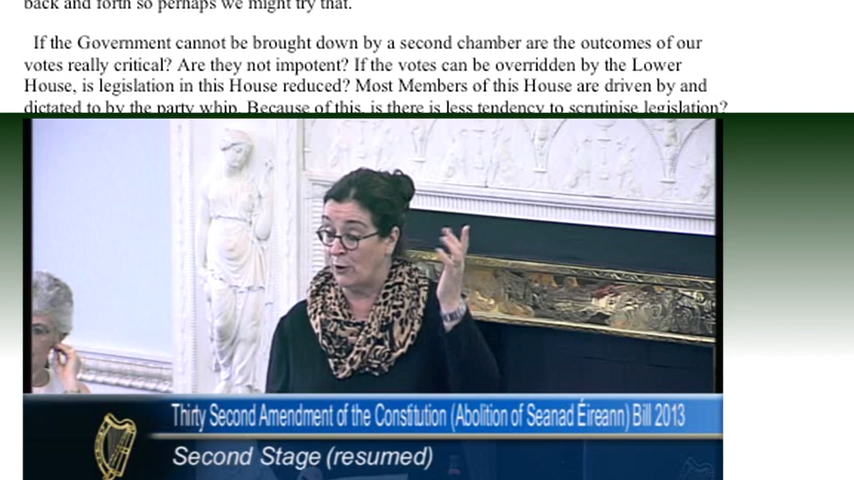 back and forth so perhaps we might try that.
If the Government cannot be brought down by a second chamber are the outcomes of our
votes really critical? Are they not impotent? If the votes can be overridden by the Lower
House, is legislation in this House reduced? Most Members of this House are driven by and
dictated to by the party whip. Because of this, is there is less tendency to scrutinise legislation?
Thirty Second Amendment of the Constitution (Abolition of Seanad Éireann) Bill 2013
Second Stage (resumed)